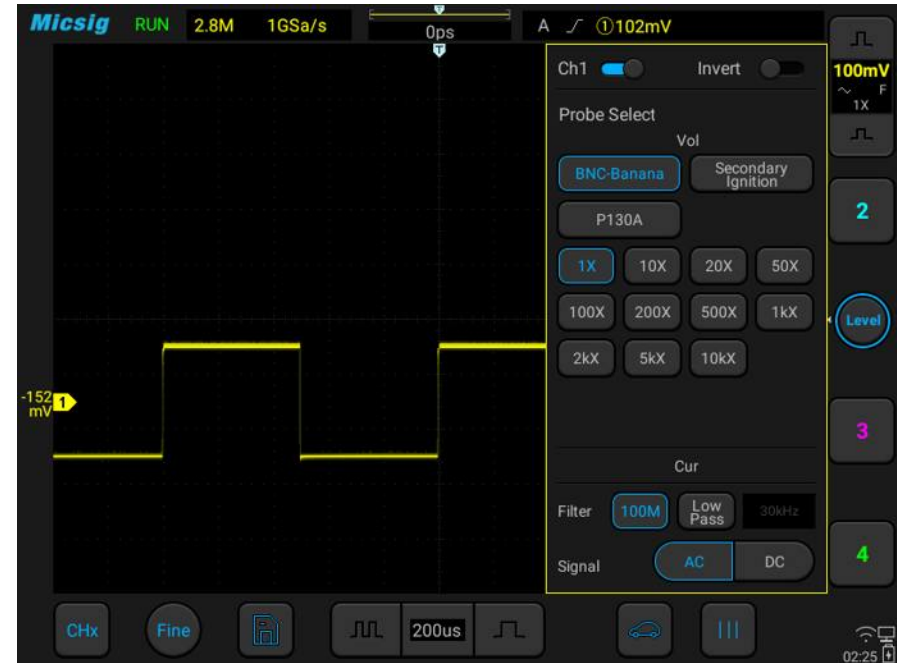 Micsig RUN 2.8M 1GSa/s 0ps A ①102mV
T
T
Ch1 Invert
100mV
F
1X
Probe Select
Vol
BNC-Banana Secondary Ignition
P130A
2
1X 10X 20X 50X
100X 200X 500X 1kX
Level
2kX 5kX 10kX
-152
mV 1
3
Cur
Filter 100M Low Pass 30kHz
Signal AC DC
4
CHx Fine 200us
02:25